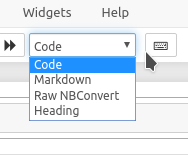 Widgets Help
Code
Code
Markdown
Raw NBConvert
Heading